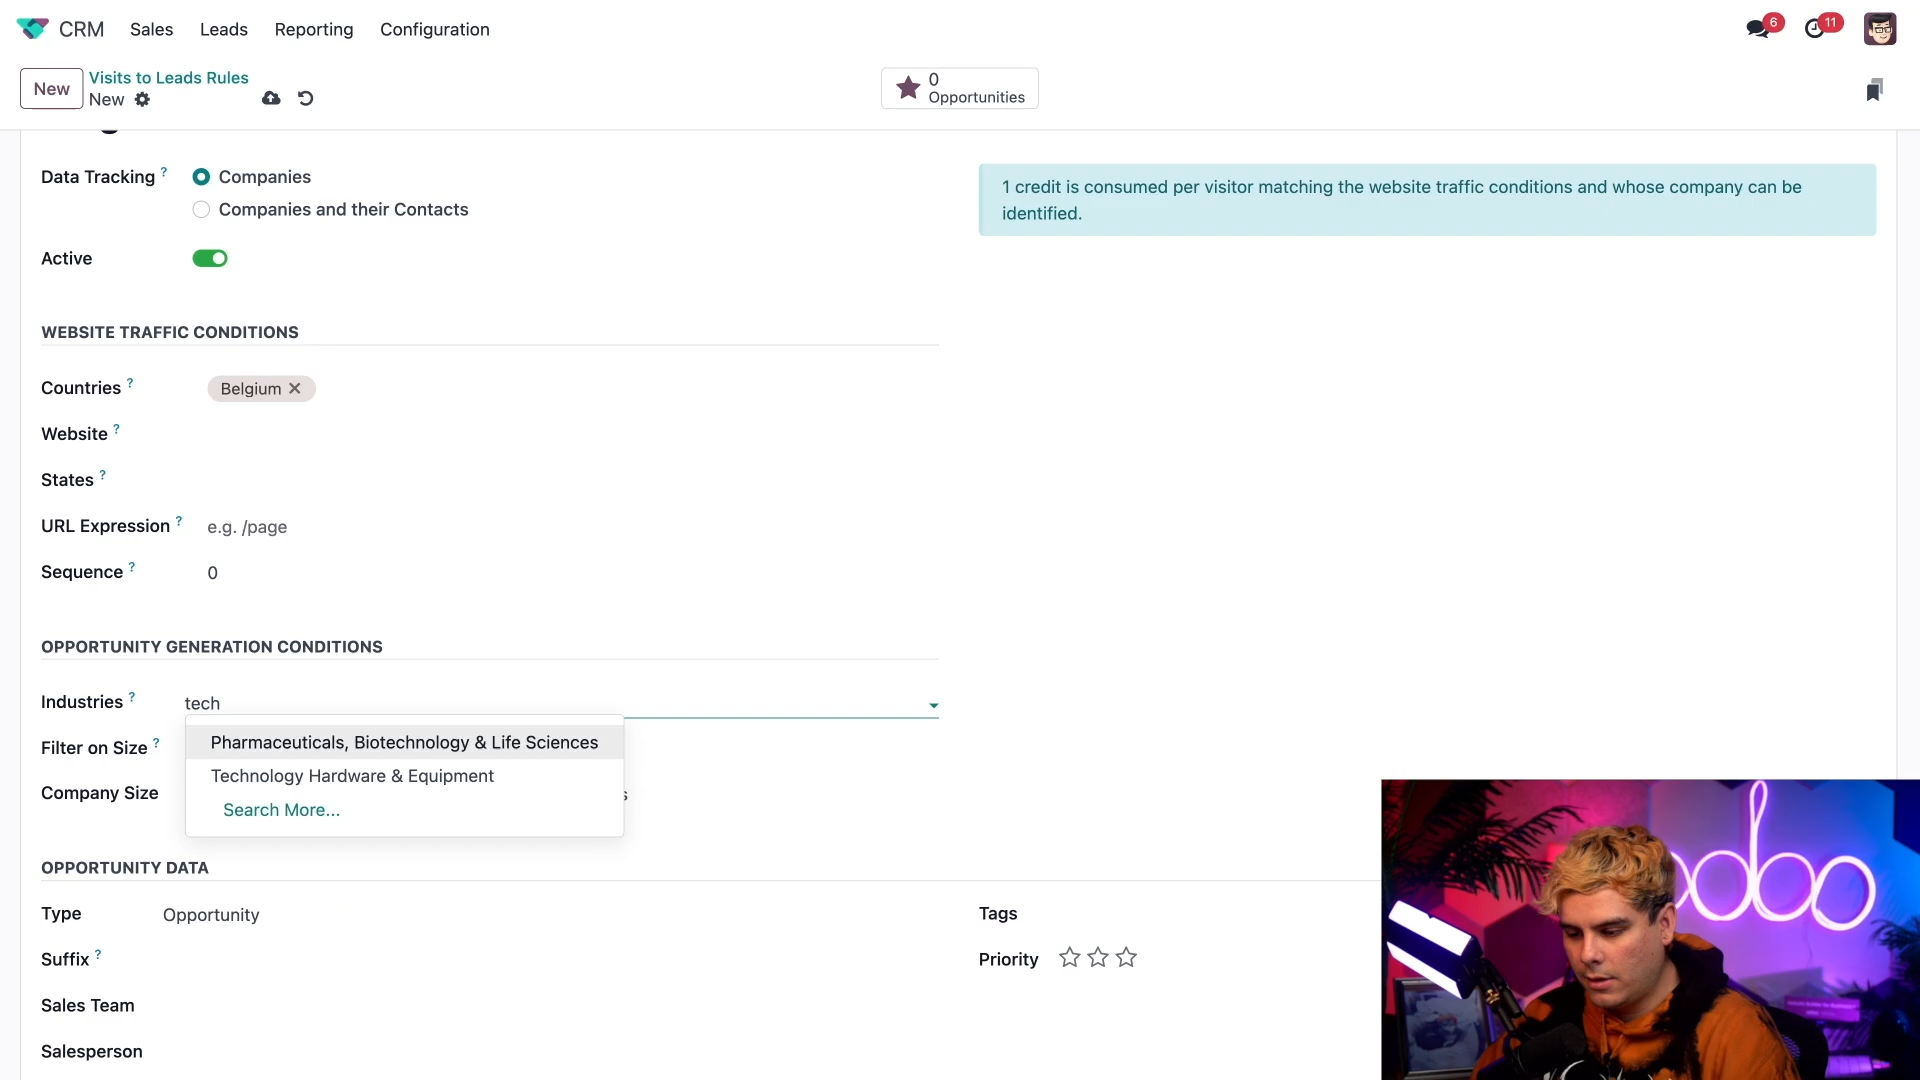 CRM Sales Leads Reporting Configuration 6 11
New Visits to Leads Rules
New
0
Opportunities
Data Tracking ? Companies
Companies and their Contacts
1 credit is consumed per visitor matching the website traffic conditions and whose company can be
identified.
Active
WEBSITE TRAFFIC CONDITIONS
Countries ? Belgium
Website ?
States ?
URL Expression ? e.g. /page
Sequence ? 0
OPPORTUNITY GENERATION CONDITIONS
Industries ? tech
Pharmaceuticals, Biotechnology & Life Sciences
Filter on Size ?
Technology Hardware & Equipment
Company Size
Search More...
OPPORTUNITY DATA
Type Opportunity
Tags
Suffix ?
Priority
Sales Team
Salesperson
odoo